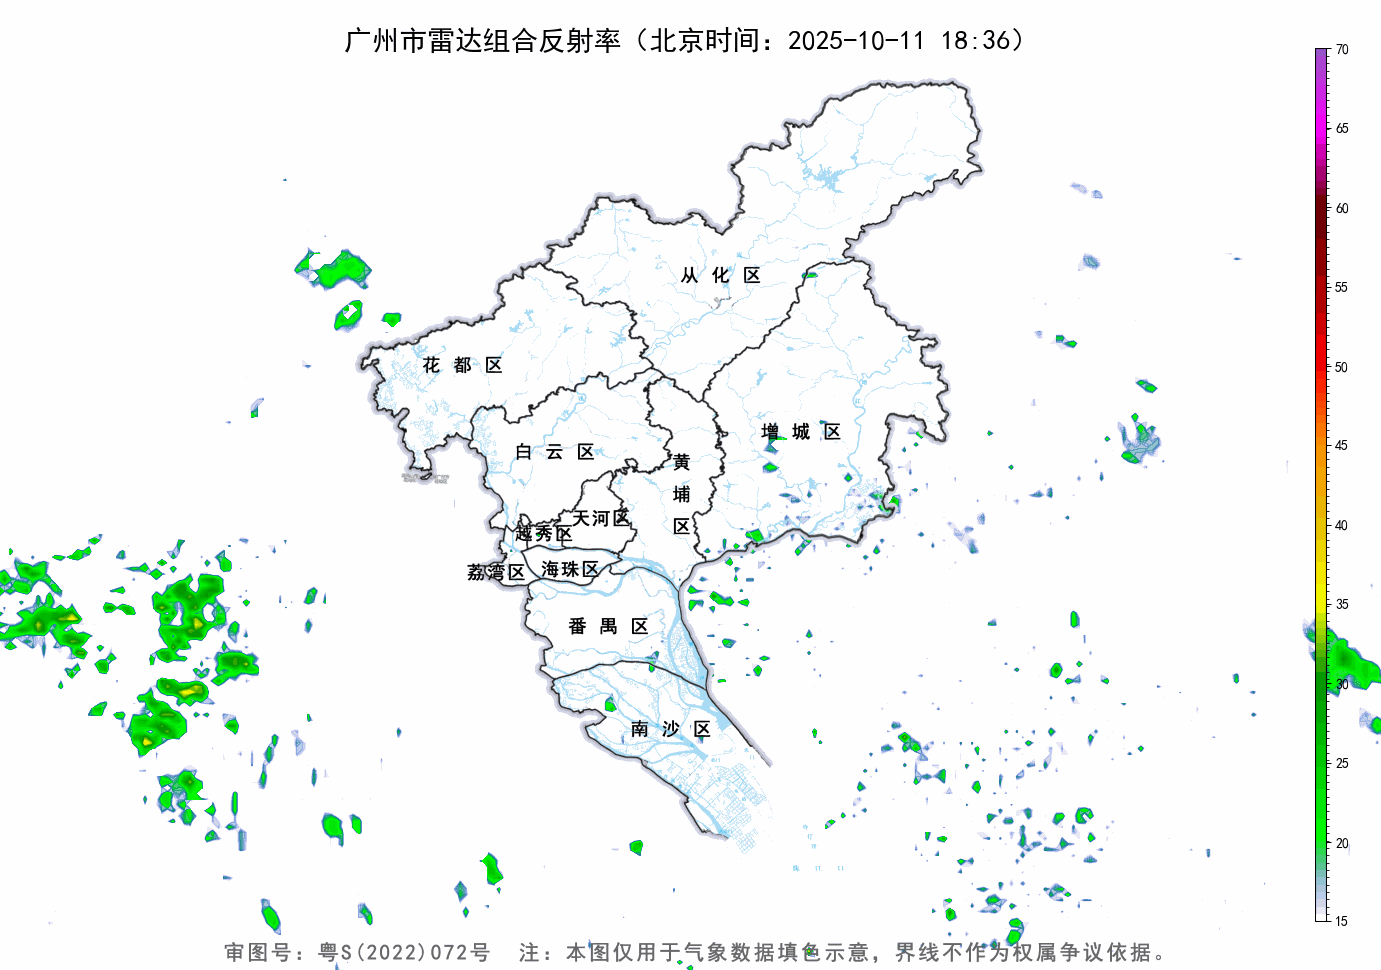 广州市雷达组合反射率（北京时间：2025-10-11 18:36）
70
65
60
55
50
45
40
35
30
25
20
15
从化区
花都区
增城区
白云区
黄埔区
天河区
越秀区
荔湾区
海珠区
番禺区
南沙区
审图号：粤S(2022)072号 注：本图仅用于气象数据填色示意，界线不作为权属争议依据。